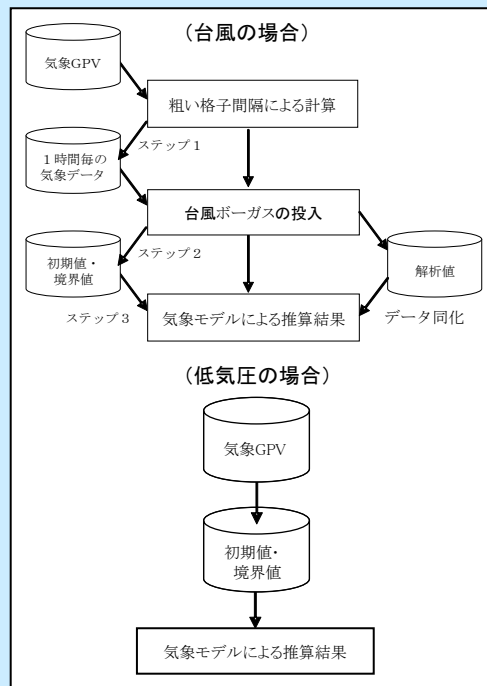 （台風の場合）
気象GPV
粗い格子間隔による計算
ステップ１
１時間毎の
気象データ
台風ボーガスの投入
ステップ２
初期値・
境界値
解析値
ステップ３
気象モデルによる推算結果
データ同化
（低気圧の場合）
気象GPV
初期値・
境界値
気象モデルによる推算結果